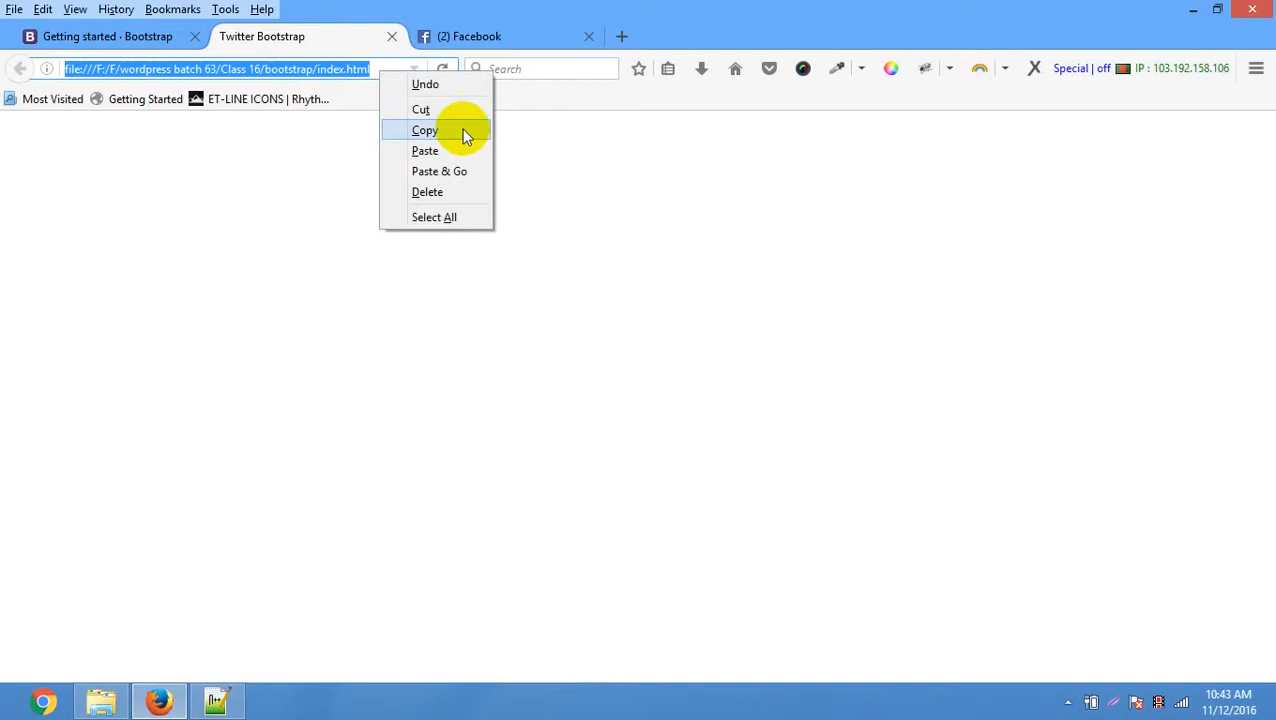 File Edit View History Bookmarks Tools Help
Getting started · Bootstrap Twitter Bootstrap (2) Facebook
file:///F:/F/wordpress batch 63/Class 16/bootstrap/index.html Search Special | off IP : 103.192.158.106
Most Visited Getting Started ET-LINE ICONS | Rhyth...
Undo
Cut
Copy
Paste
Paste & Go
Delete
Select All
10:43 AM
11/12/2016